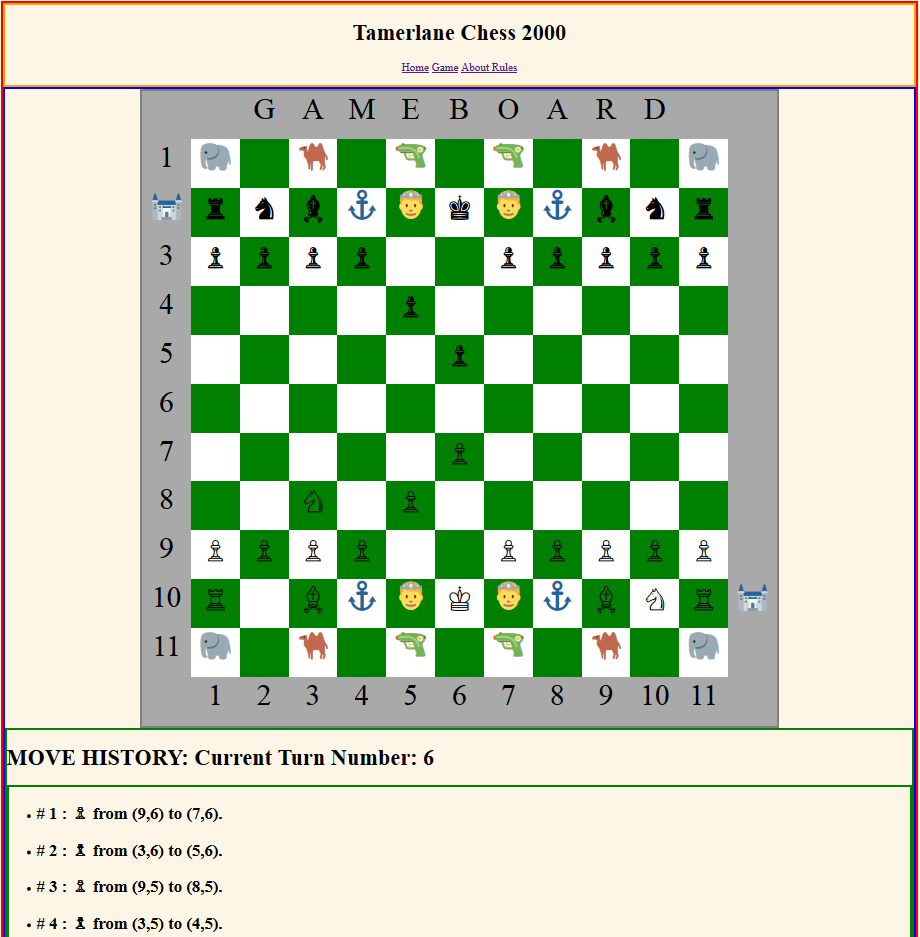 Tamerlane Chess 2000
Home Game About Rules
G A M E B O A R D
1
3
4
5
6
7
8
9
10
11
1 2 3 4 5 6 7 8 9 10 11
MOVE HISTORY: Current Turn Number: 6
# 1 : ♙ from (9,6) to (7,6).
# 2 : ♟ from (3,6) to (5,6).
# 3 : ♙ from (9,5) to (8,5).
# 4 : ♟ from (3,5) to (4,5).